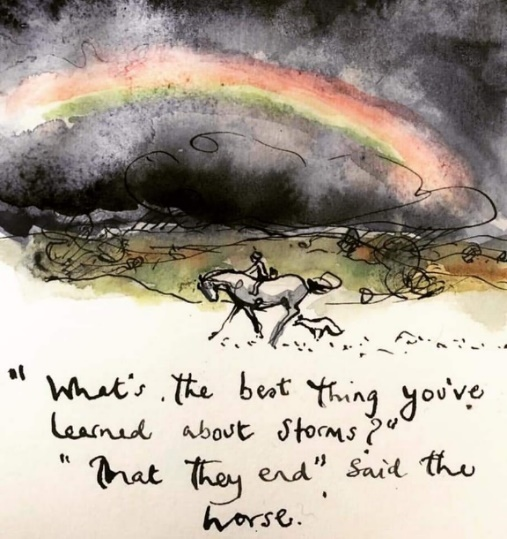 "What's the best thing you've
learned about storms?"
"That they end" said the
horse.